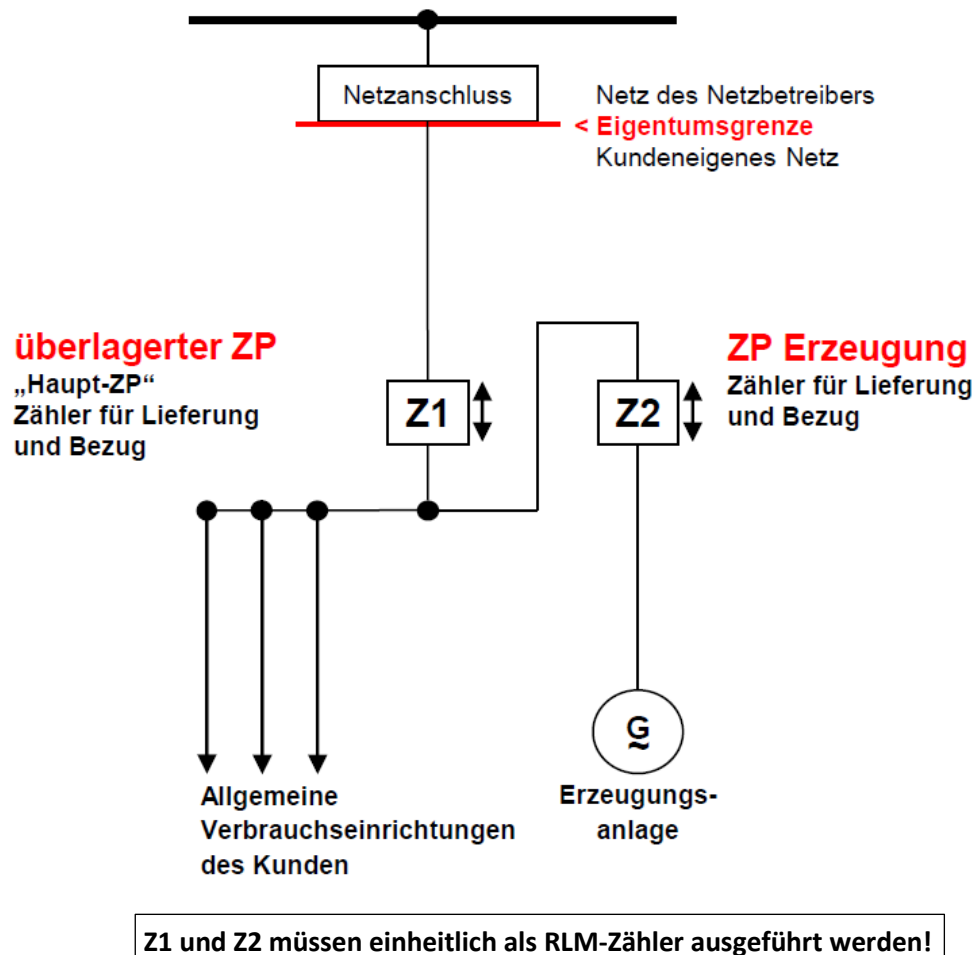 Netzanschluss
Netz des Netzbetreibers
< Eigentumsgrenze
Kundeneigenes Netz
überlagerter ZP
„Haupt-ZP“
Zähler für Lieferung
und Bezug
Z1
Z2
ZP Erzeugung
Zähler für Lieferung
und Bezug
G
~
Allgemeine
Verbrauchseinrichtungen
des Kunden
Erzeugungs-
anlage
Z1 und Z2 müssen einheitlich als RLM-Zähler ausgeführt werden!